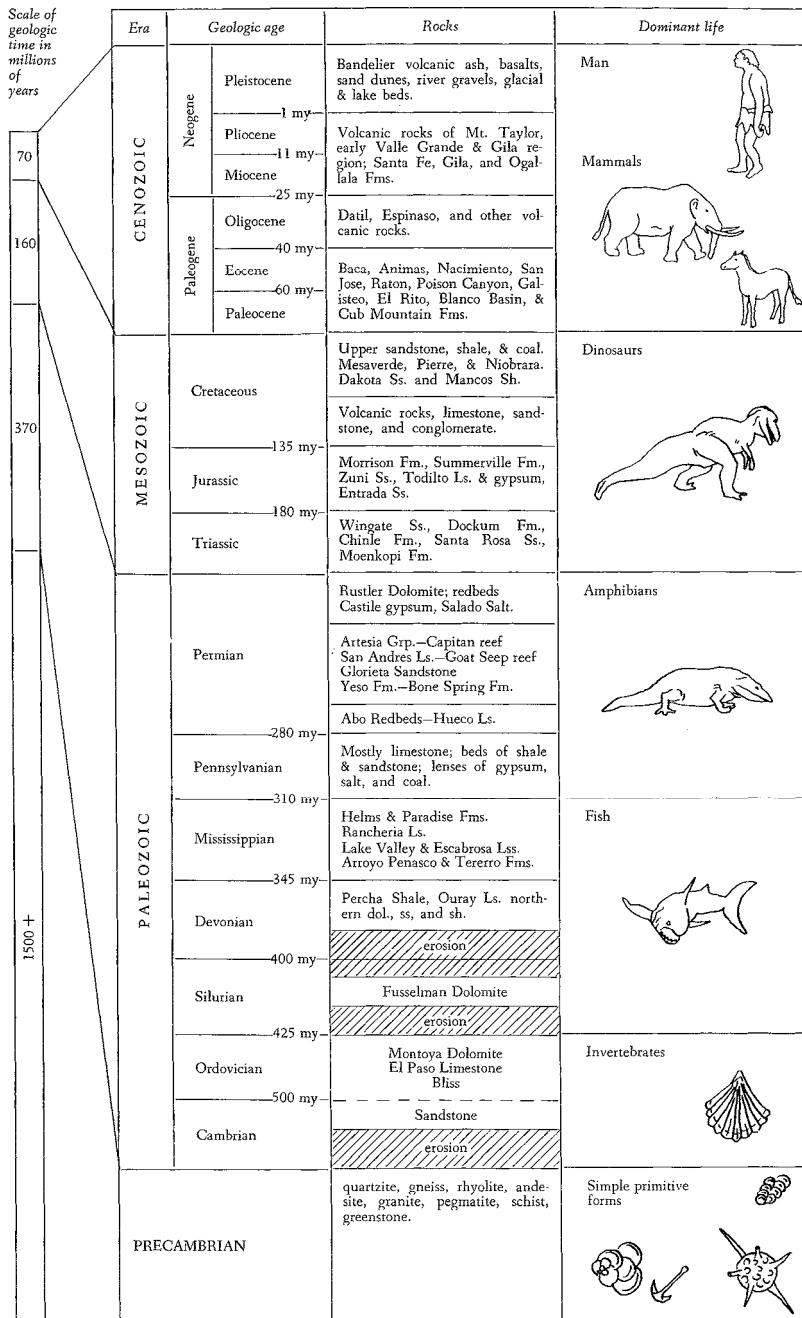 Scale of
geologic
time in
millions
of
years
70
160
370
1500 +
Era
Geologic age
Rocks
Dominant life
CENOZOIC
Neogene
Pleistocene
1 my
Pliocene
11 my
Miocene
25 my
Paleogene
Oligocene
40 my
Eocene
60 my
Paleocene
Bandelier volcanic ash, basalts,
sand dunes, river gravels, glacial
& lake beds.
Volcanic rocks of Mt. Taylor,
early Valle Grande & Gila re-
gion; Santa Fe, Gila, and Ogal-
lala Fms.
Datil, Espinaso, and other vol-
canic rocks.
Baca, Animas, Nacimiento, San
Jose, Raton, Poison Canyon, Gal-
isteo, El Rito, Blanco Basin, &
Cub Mountain Fms.
Man
Mammals
MESOZOIC
Cretaceous
135 my
Jurassic
180 my
Triassic
Upper sandstone, shale, & coal.
Mesaverde, Pierre, & Niobrara.
Dakota Ss. and Mancos Sh.
Volcanic rocks, limestone, sand-
stone, and conglomerate.
Morrison Fm., Summerville Fm.,
Zuni Ss., Todilto Ls. & gypsum,
Entrada Ss.
Wingate Ss., Dockum Fm.,
Chinle Fm., Santa Rosa Ss.,
Moenkopi Fm.
Dinosaurs
PALEOZOIC
Permian
280 my
Pennsylvanian
310 my
Mississippian
345 my
Devonian
400 my
Silurian
425 my
Ordovician
500 my
Cambrian
Rustler Dolomite; redbeds
Castile gypsum, Salado Salt.
Artesia Grp.—Capitan reef
San Andres Ls.—Goat Seep reef
Glorieta Sandstone
Yeso Fm.—Bone Spring Fm.
Abo Redbeds—Hueco Ls.
Mostly limestone; beds of shale
& sandstone; lenses of gypsum,
salt, and coal.
Helms & Paradise Fms.
Rancheria Ls.
Lake Valley & Escabrosa Lss.
Arroyo Penasco & Tererro Fms.
Percha Shale, Ouray Ls. north-
ern dol., ss, and sh.
erosion
Fusselman Dolomite
erosion
Montoya Dolomite
El Paso Limestone
Bliss
Sandstone
erosion
Amphibians
Fish
Invertebrates
PRECAMBRIAN
quartzite, gneiss, rhyolite, ande-
site, granite, pegmatite, schist,
greenstone.
Simple primitive
forms